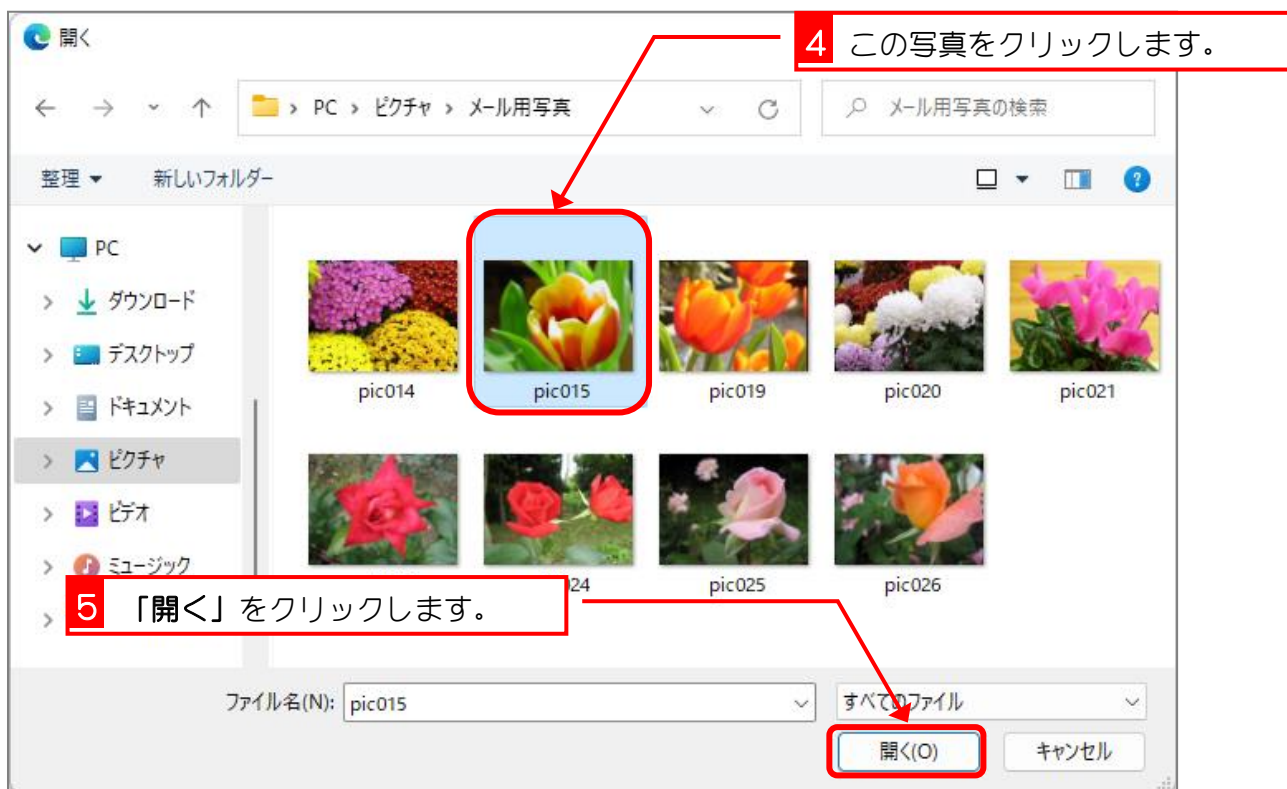 開く
4 この写真をクリックします。
PC › ピクチャ › メール用写真
メール用写真の検索
整理 新しいフォルダー
?
PC
ダウンロード
デスクトップ
ドキュメント
ピクチャ
ビデオ
ミュージック
pic014 pic015 pic019 pic020 pic021
24 pic025 pic026
5 「開く」をクリックします。
ファイル名(N): pic015 すべてのファイル
開く(O) キャンセル